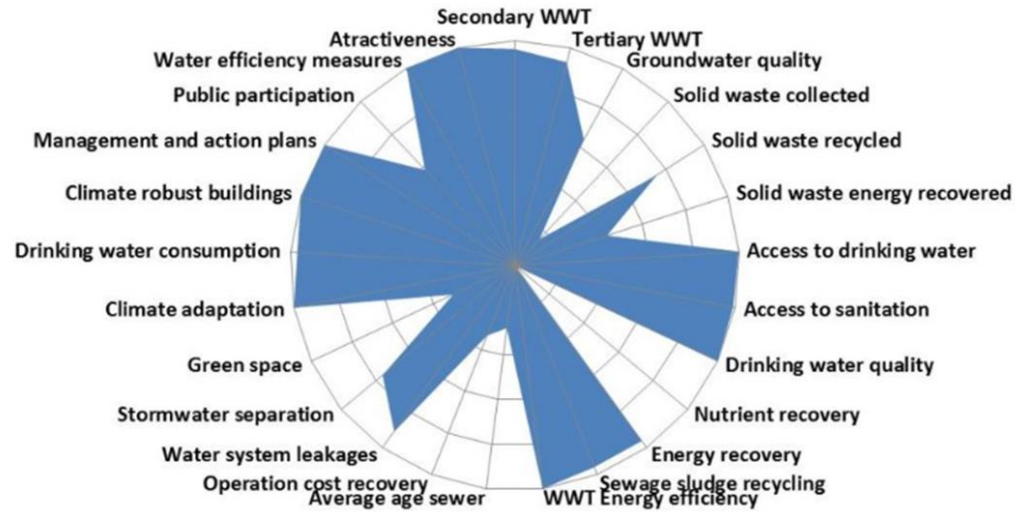 Secondary WWT
Atractiveness
Tertiary WWT
Water efficiency measures
Groundwater quality
Public participation
Solid waste collected
Management and action plans
Solid waste recycled
Climate robust buildings
Solid waste energy recovered
Drinking water consumption
Access to drinking water
Climate adaptation
Access to sanitation
Green space
Drinking water quality
Stormwater separation
Nutrient recovery
Water system leakages
Energy recovery
Operation cost recovery
Sewage sludge recycling
Average age sewer
WWT Energy efficiency